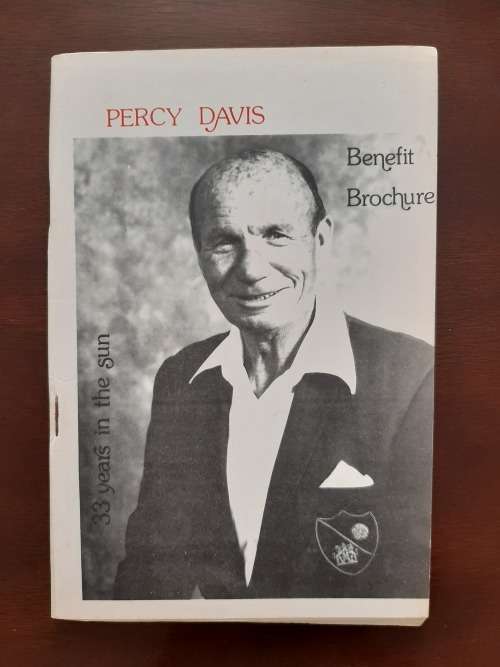 PERCY DAVIS
Benefit
Brochure
33 years in the sun